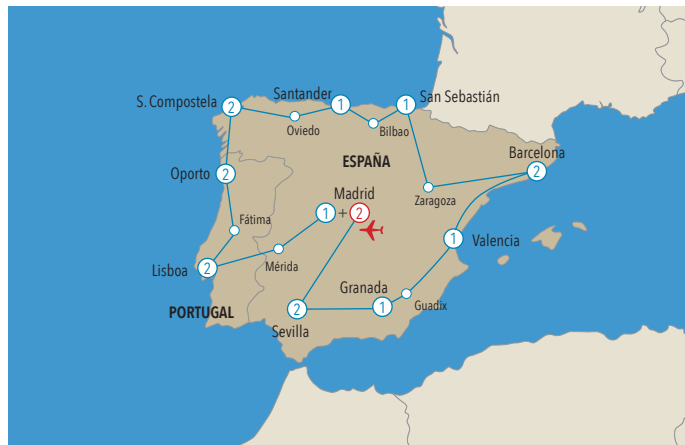 Santander
S. Compostela
2
1
1
San Sebastián
Oviedo
Bilbao
ESPAÑA
Barcelona
Oporto
2
2
Madrid
Zaragoza
1 + 2
Fátima
Valencia
1
Mérida
Lisboa
2
Granada
PORTUGAL
2
1
Guadix
Sevilla